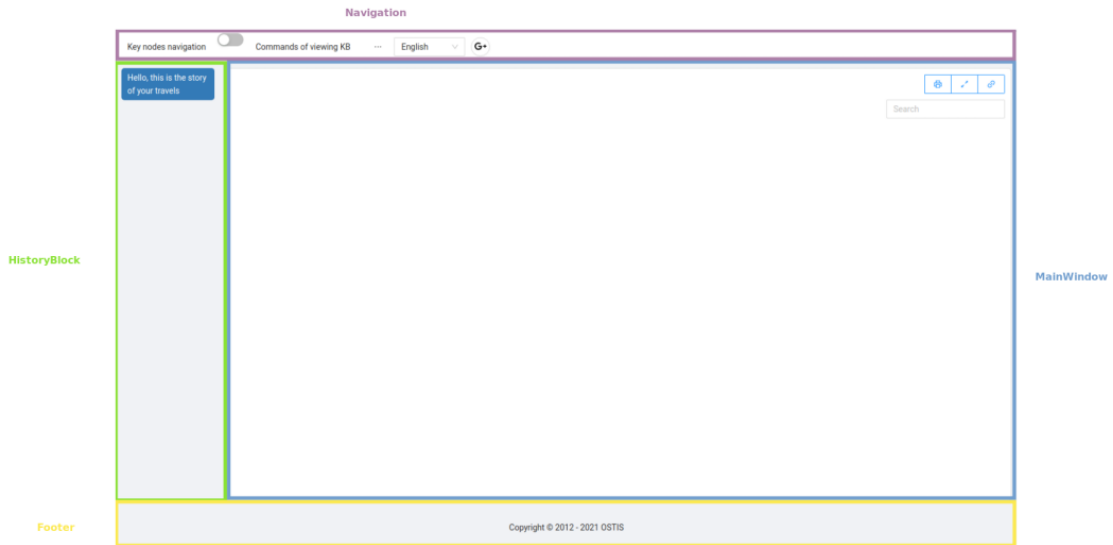 Navigation
Key nodes navigation Commands of viewing KB ... English G+
Hello, this is the story
of your travels
Search
HistoryBlock
MainWindow
Footer
Copyright © 2012 - 2021 OSTIS